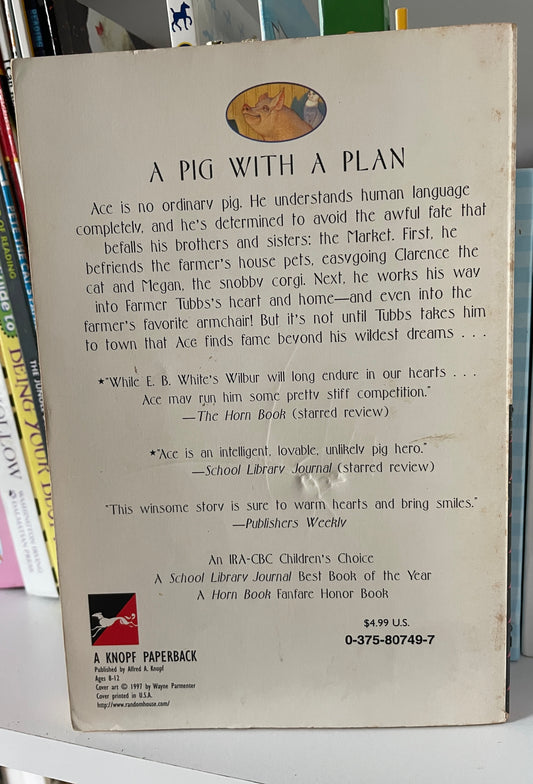 A PIG WITH A PLAN
Ace is no ordinary pig. He understands human language
completely, and he's determined to avoid the awful fate that
befalls his brothers and sisters: the Market. First, he
befriends the farmer's house pets, easygoing Clarence the
cat and Megan, the snobby corgi. Next, he works his way
into Farmer Tubbs's heart and home—and even into the
farmer's favorite armchair! But it's not until Tubbs takes him
to town that Ace finds fame beyond his wildest dreams . . .
★"While E. B. White's Wilbur will long endure in our hearts . . .
Ace may run him some pretty stiff competition."
—The Horn Book (starred review)
★"Ace is an intelligent, lovable, unlikely pig hero."
—School Library Journal (starred review)
"This winsome story is sure to warm hearts and bring smiles."
—Publishers Weekly
An IRA-CBC Children's Choice
A School Library Journal Best Book of the Year
A Horn Book Fanfare Honor Book
$4.99 U.S.
0-375-80749-7
A KNOPF PAPERBACK
Published by Alfred A. Knopf
Ages 8-12
Cover art © 1997 by Wayne Parmenter
Cover printed in U.S.A.
http://www.randomhouse.com/
READING
OF READING
BEING YOUR
WASHINGTON IRVING
DALMATIAN PRESS